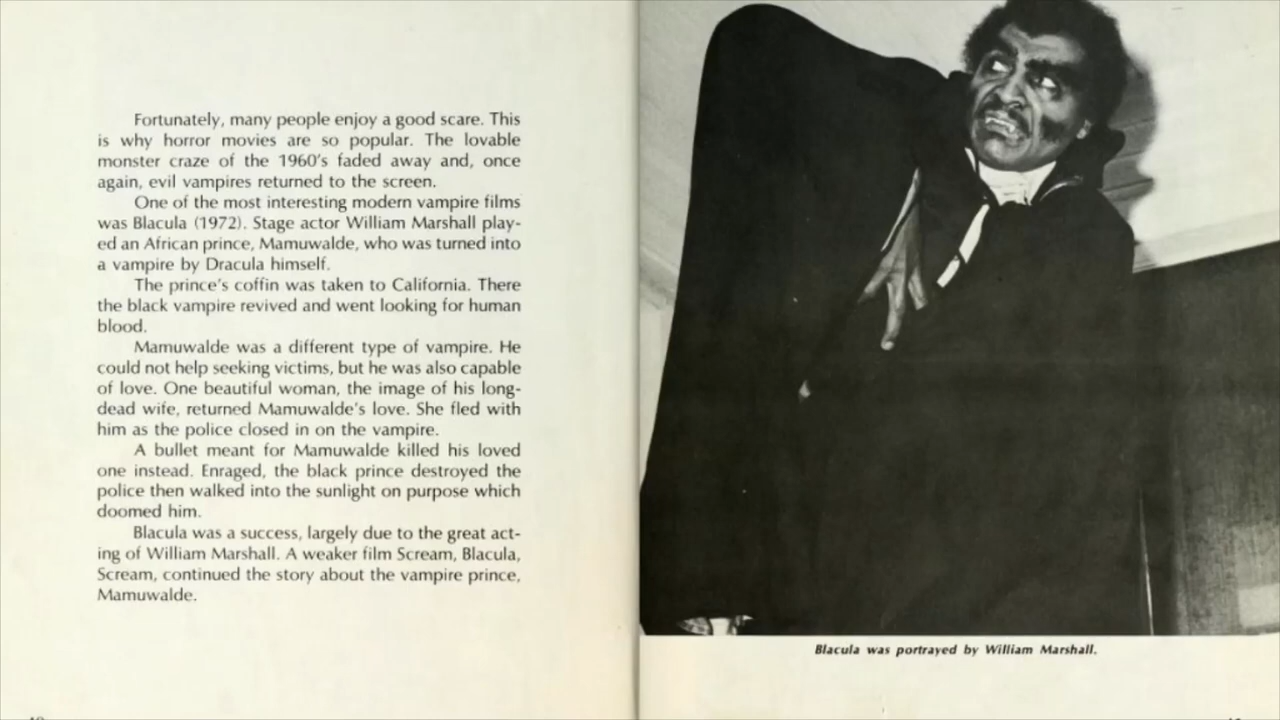 Fortunately, many people enjoy a good scare. This
is why horror movies are so popular. The lovable
monster craze of the 1960's faded away and, once
again, evil vampires returned to the screen.
One of the most interesting modern vampire films
was Blacula (1972). Stage actor William Marshall play-
ed an African prince, Mamuwalde, who was turned into
a vampire by Dracula himself.
The prince's coffin was taken to California. There
the black vampire revived and went looking for human
blood.
Mamuwalde was a different type of vampire. He
could not help seeking victims, but he was also capable
of love. One beautiful woman, the image of his long-
dead wife, returned Mamuwalde's love. She fled with
him as the police closed in on the vampire.
A bullet meant for Mamuwalde killed his loved
one instead. Enraged, the black prince destroyed the
police then walked into the sunlight on purpose which
doomed him.
Blacula was a success, largely due to the great act-
ing of William Marshall. A weaker film Scream, Blacula,
Scream, continued the story about the vampire prince,
Mamuwalde.
Blacula was portrayed by William Marshall.